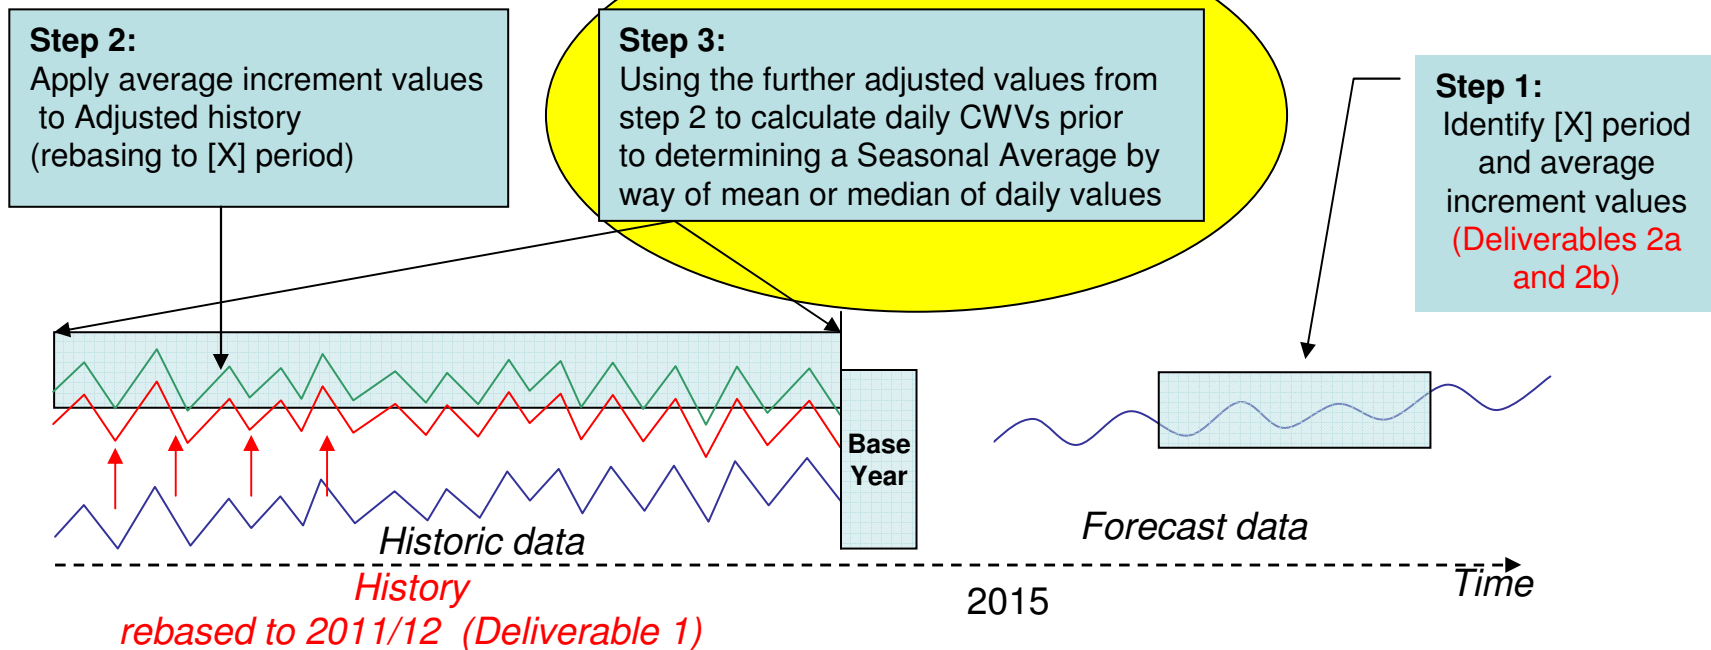 Step 2:
Apply average increment values
to Adjusted history
(rebasing to [X] period)
Step 3:
Using the further adjusted values from
step 2 to calculate daily CWVs prior
to determining a Seasonal Average by
way of mean or median of daily values
Step 1:
Identify [X] period
and average
increment values
(Deliverables 2a
and 2b)
Base
Year
Historic data
Forecast data
Time
History
rebased to 2011/12 (Deliverable 1)
2015